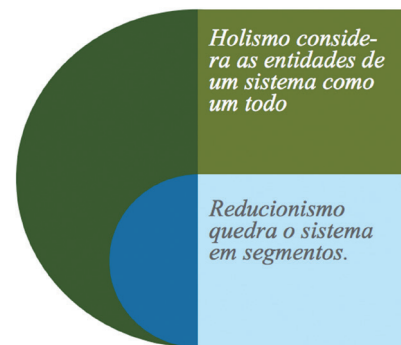 Holismo conside-
ra as entidades de
um sistema como
um todo
Reducionismo
quedra o sistema
em segmentos.